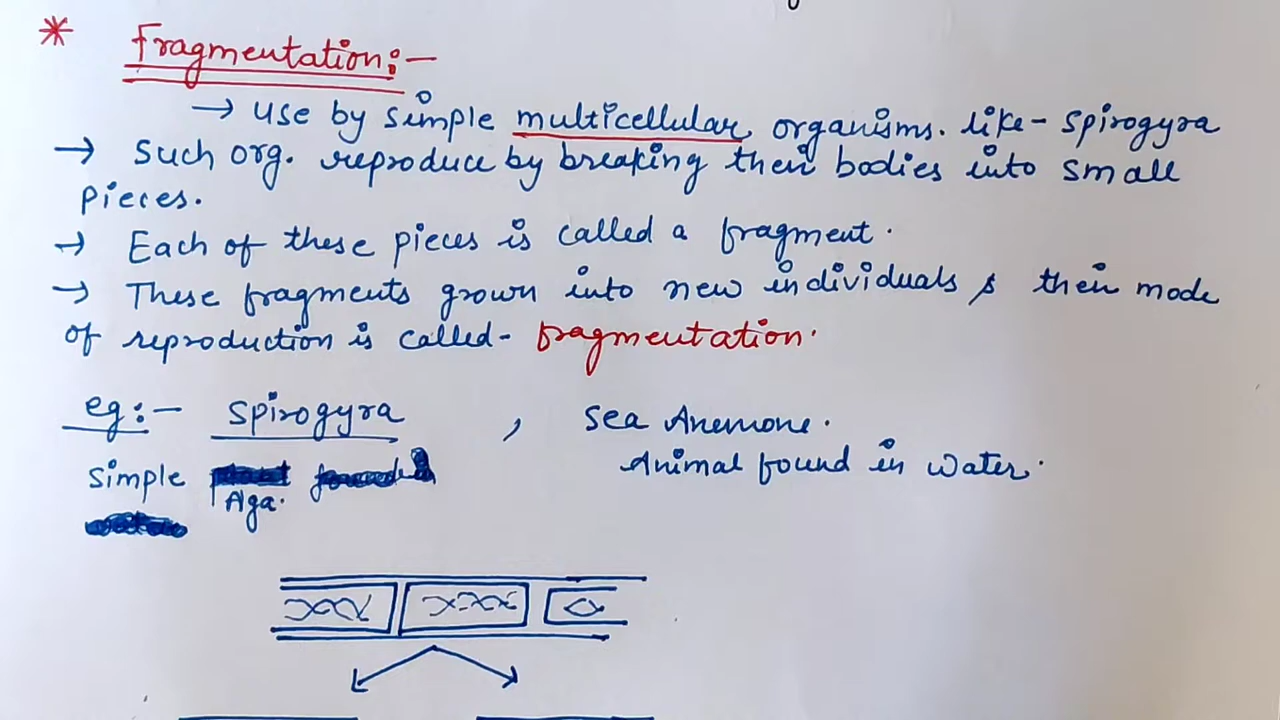 * Fragmentation:-
→ Use by simple multicellular organisms. like- Spirogyra
→ Such org. reproduce by breaking their bodies into small
pieces.
→ Each of these pieces is called a fragment.
→ These fragments grown into new individuals & their mode
of reproduction is called- fragmentation.
eg:- Spirogyra , Sea Anemone.
Simple Animal found in water.
Aga.